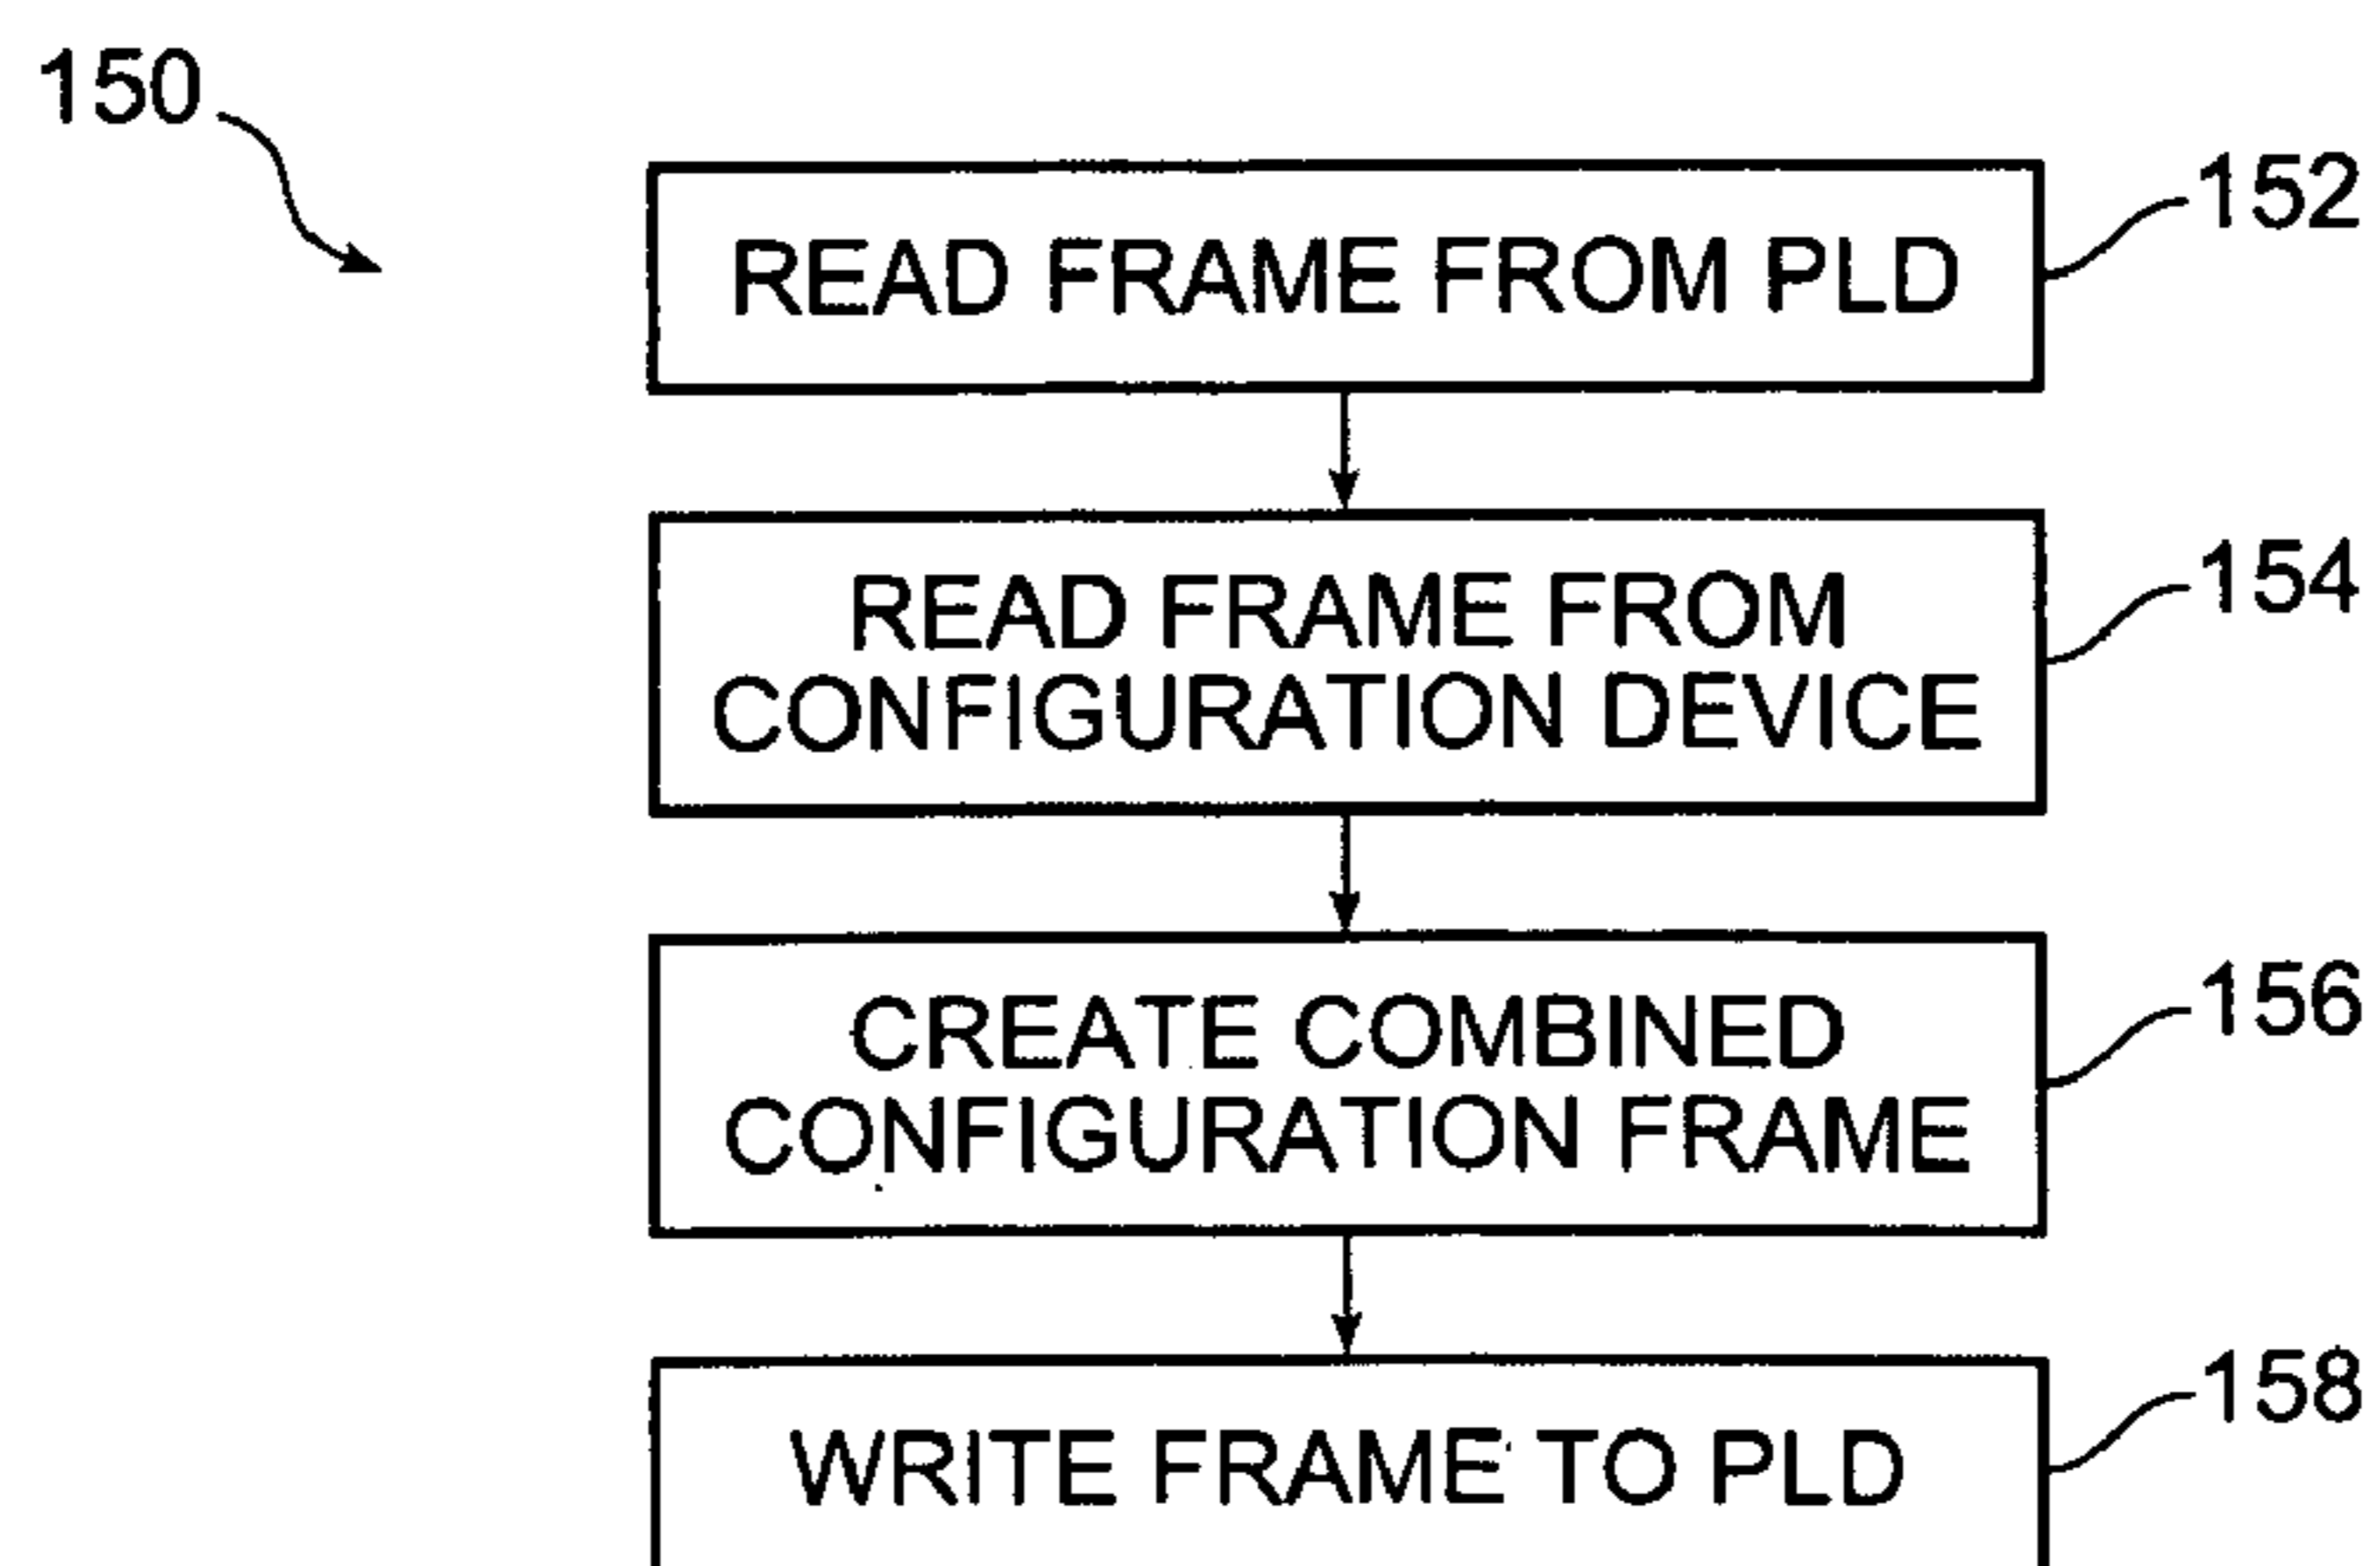 150
152
READ FRAME FROM PLD
154
READ FRAME FROM
CONFIGURATION DEVICE
156
CREATE COMBINED
CONFIGURATION FRAME
158
WRITE FRAME TO PLD